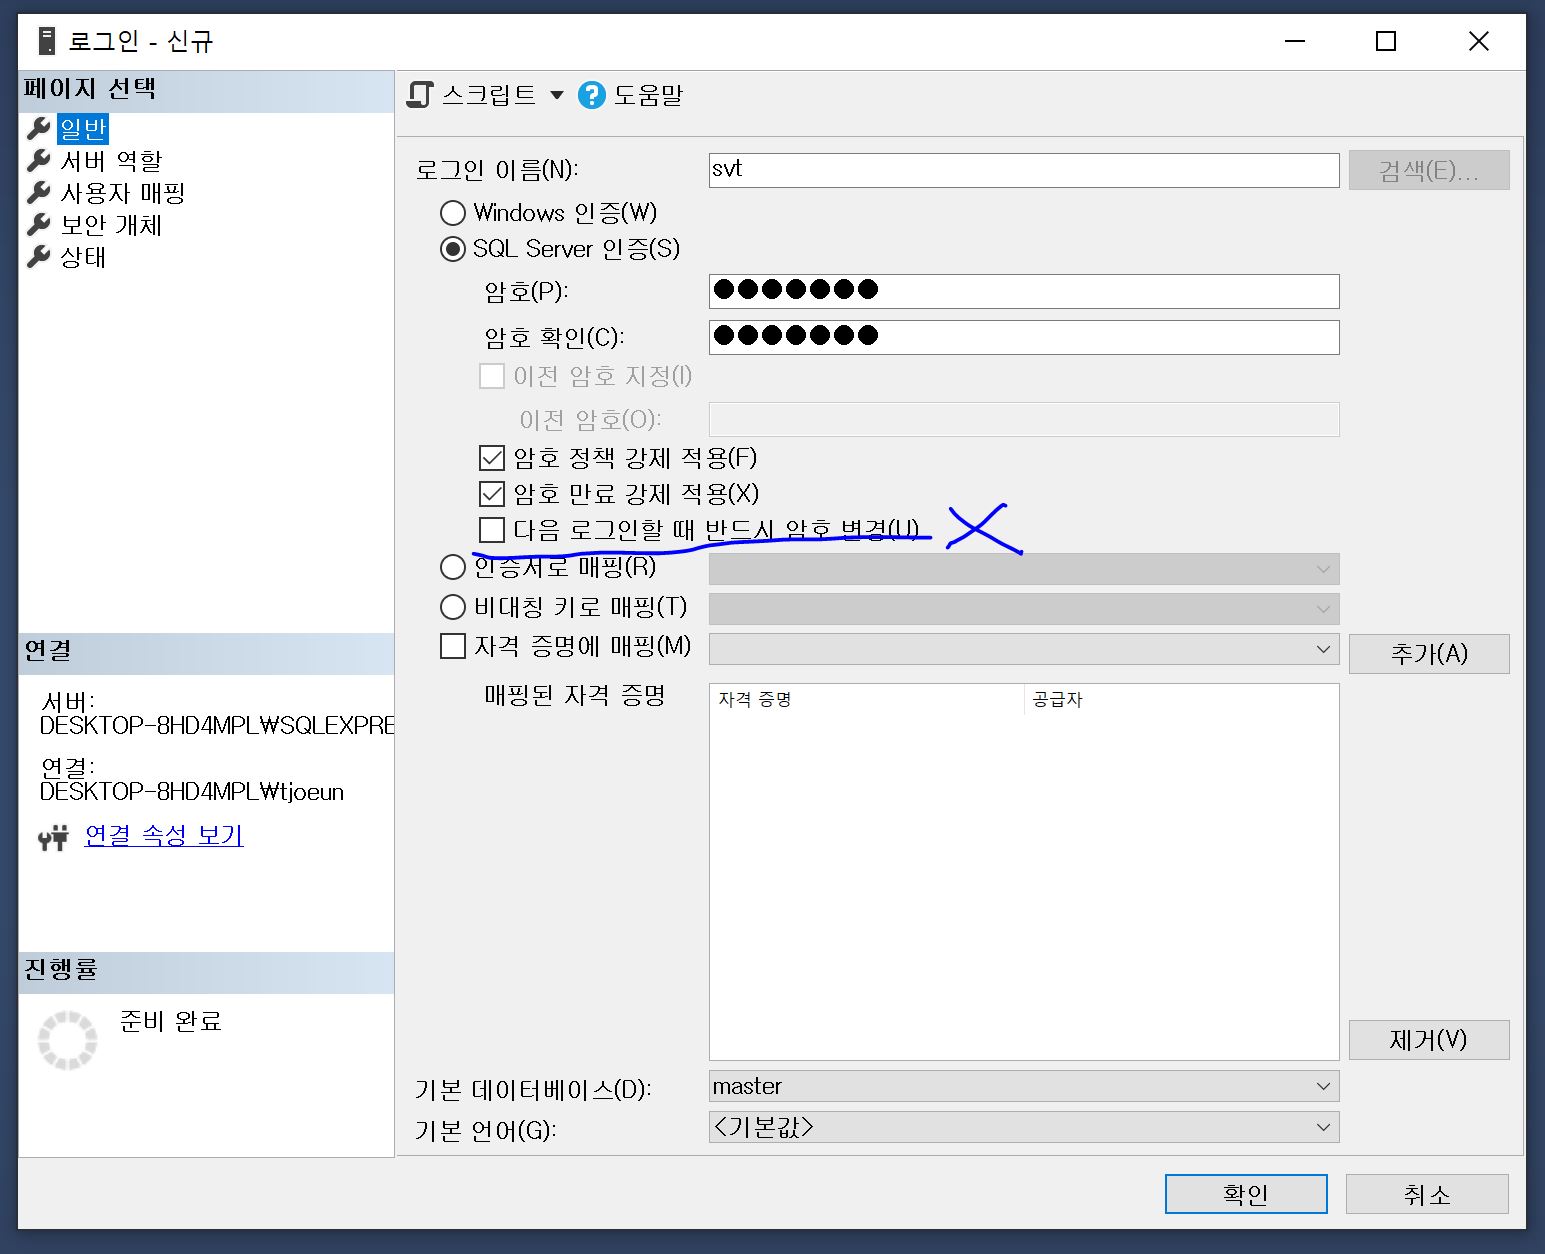 로그인 - 신규
페이지 선택
일반
서버 역할
사용자 매핑
보안 개체
상태
연결
서버:
DESKTOP-8HD4MPL₩SQLEXPRE
연결:
DESKTOP-8HD4MPL₩tjoeun
연결 속성 보기
진행률
준비 완료
스크립트 도움말
로그인 이름(N): svt 검색(E)...
Windows 인증(W)
SQL Server 인증(S)
암호(P): ●●●●●●●
암호 확인(C): ●●●●●●●
이전 암호 지정(I)
이전 암호(O):
암호 정책 강제 적용(F)
암호 만료 강제 적용(X)
다음 로그인할 때 반드시 암호 변경(U)
인증서로 매핑(R)
비대칭 키로 매핑(T)
자격 증명에 매핑(M) 추가(A)
매핑된 자격 증명 자격 증명 공급자
제거(V)
기본 데이터베이스(D): master
기본 언어(G): <기본값>
확인 취소